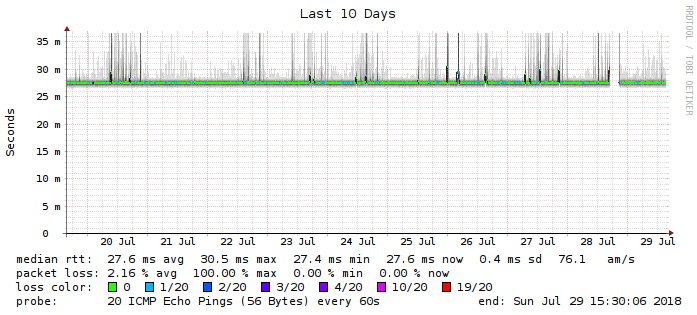 Last 10 Days
RRDTOOL / TOBI OETIKER
Seconds
35 m
30 m
25 m
20 m
15 m
10 m
5 m
0
20 Jul 21 Jul 22 Jul 23 Jul 24 Jul 25 Jul 26 Jul 27 Jul 28 Jul 29 Jul
median rtt: 27.6 ms avg 30.5 ms max 27.4 ms min 27.6 ms now 0.4 ms sd 76.1 am/s
packet loss: 2.16 % avg 100.00 % max 0.00 % min 0.00 % now
loss color: 0 1/20 2/20 3/20 4/20 10/20 19/20
probe: 20 ICMP Echo Pings (56 Bytes) every 60s end: Sun Jul 29 15:30:06 2018